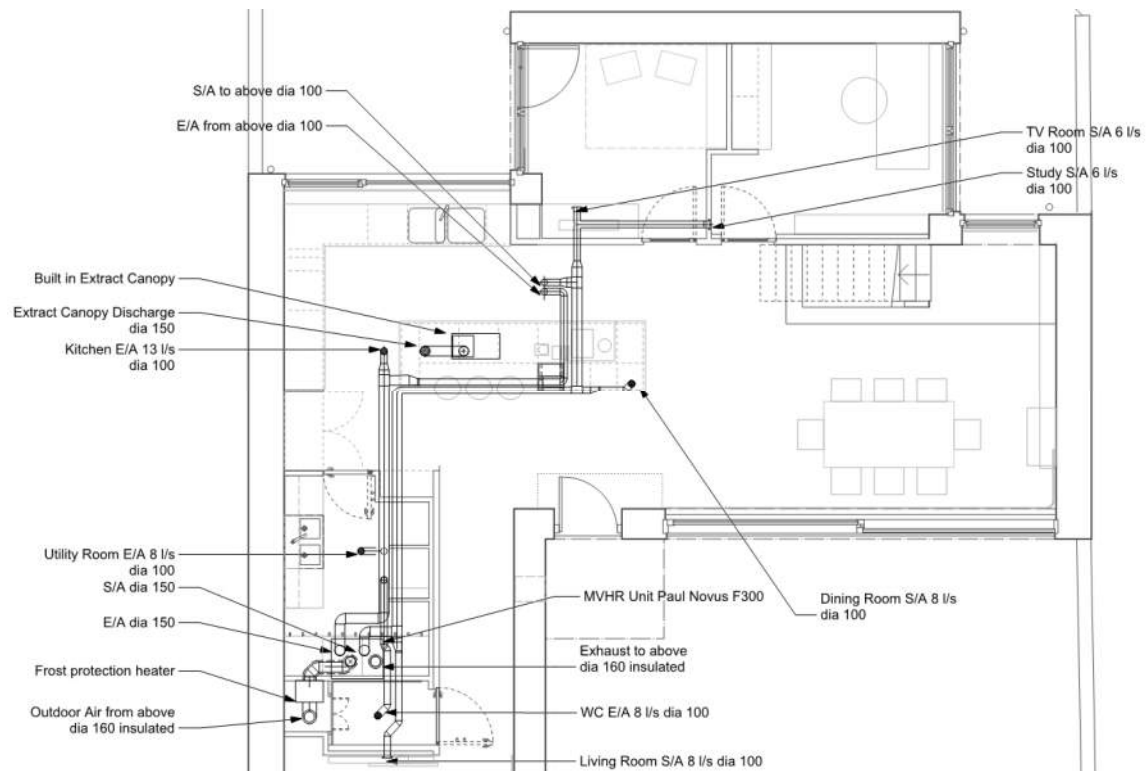 S/A to above dia 100
E/A from above dia 100
TV Room S/A 6 l/s
dia 100
Study S/A 6 l/s
dia 100
Built in Extract Canopy
Extract Canopy Discharge
dia 150
Kitchen E/A 13 l/s
dia 100
Utility Room E/A 8 l/s
dia 100
S/A dia 150
E/A dia 150
Frost protection heater
Outdoor Air from above
dia 160 insulated
MVHR Unit Paul Novus F300
Exhaust to above
dia 160 insulated
WC E/A 8 l/s dia 100
Living Room S/A 8 l/s dia 100
Dining Room S/A 8 l/s
dia 100